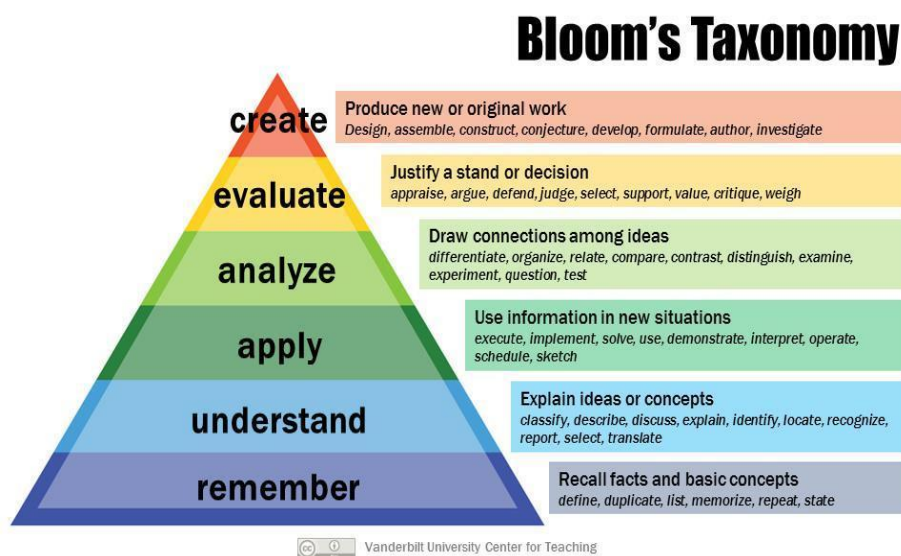 Bloom's Taxonomy
create
Produce new or original work
Design, assemble, construct, conjecture, develop, formulate, author, investigate
evaluate
Justify a stand or decision
appraise, argue, defend, judge, select, support, value, critique, weigh
analyze
Draw connections among ideas
differentiate, organize, relate, compare, contrast, distinguish, examine,
experiment, question, test
apply
Use information in new situations
execute, implement, solve, use, demonstrate, interpret, operate,
schedule, sketch
understand
Explain ideas or concepts
classify, describe, discuss, explain, identify, locate, recognize,
report, select, translate
remember
Recall facts and basic concepts
define, duplicate, list, memorize, repeat, state
cc
Vanderbilt University Center for Teaching